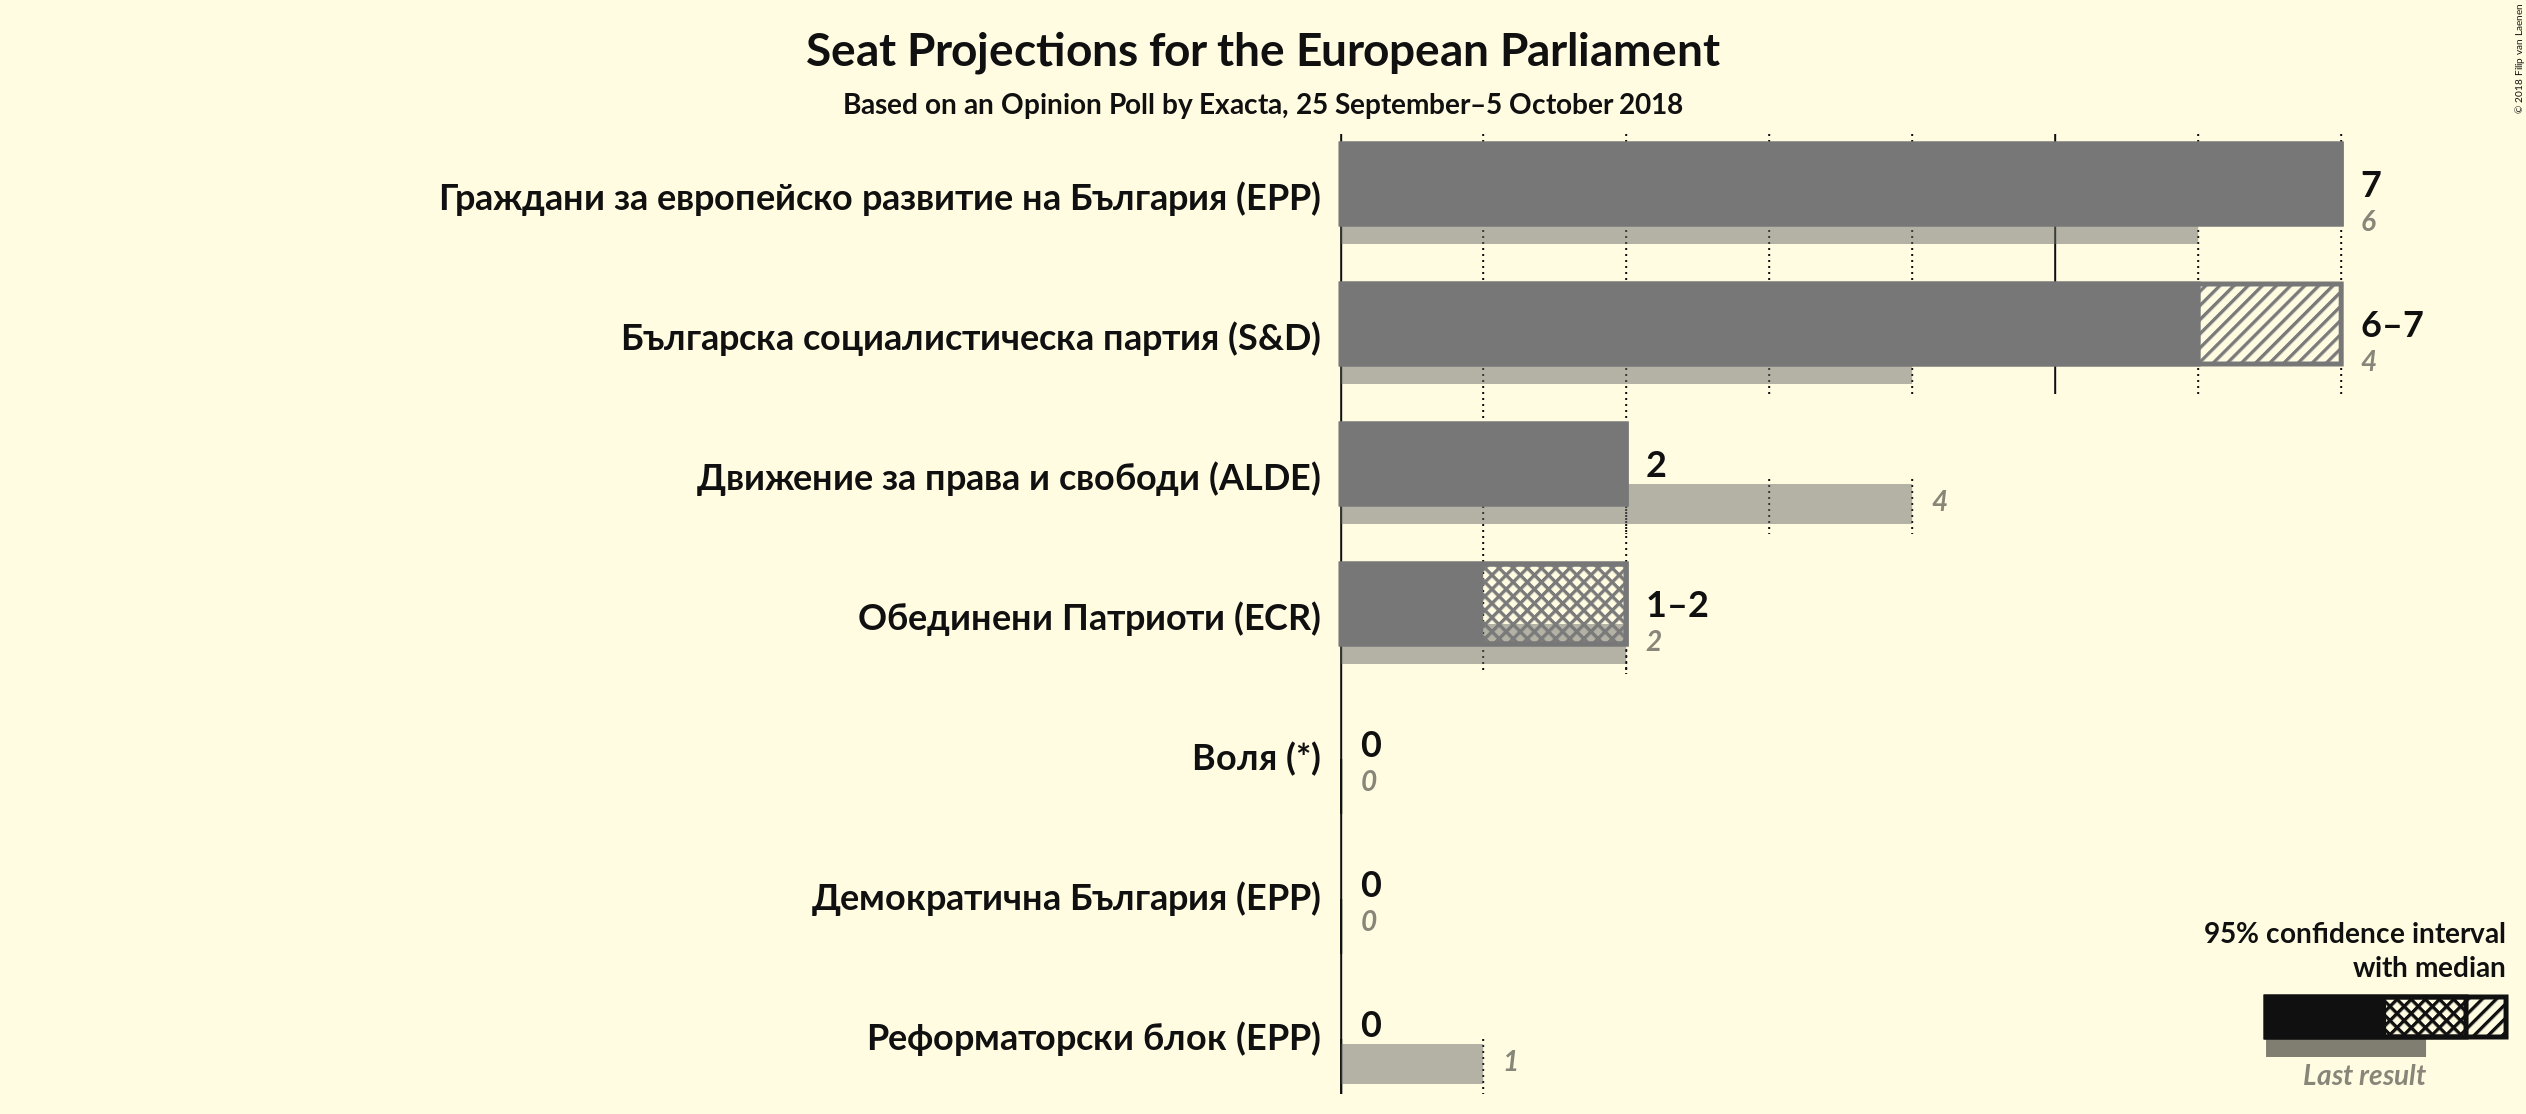 Seat Projections for the European Parliament
Based on an Opinion Poll by Exacta, 25 September–5 October 2018
© 2018 Filip van Laenen
Граждани за европейско развитие на България (EPP)
7
6
Българска социалистическа партия (S&D)
6–7
4
Движение за права и свободи (ALDE)
2
4
Обединени Патриоти (ECR)
1–2
2
Воля (*)
0
0
Демократична България (EPP)
0
0
Реформаторски блок (EPP)
0
1
95% confidence interval
with median
Last result